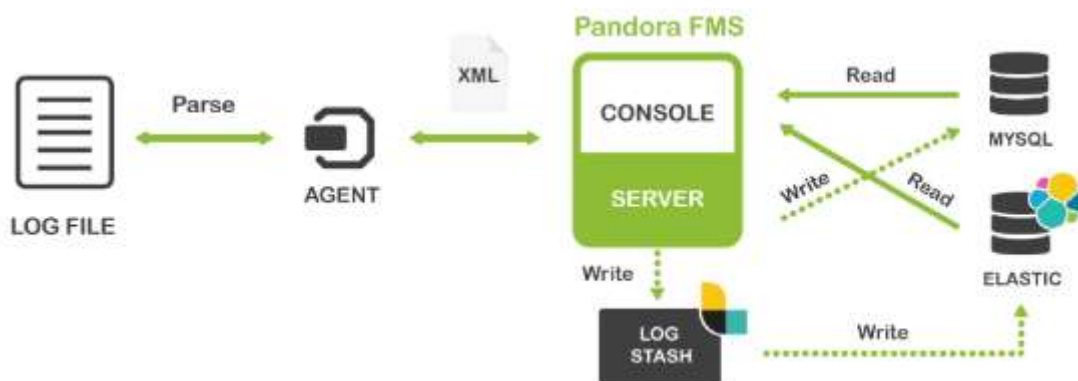 Pandora FMS
XML
Read
Parse
CONSOLE
MYSQL
Write
Read
AGENT
SERVER
LOG FILE
ELASTIC
Write
LOG
STASH
Write